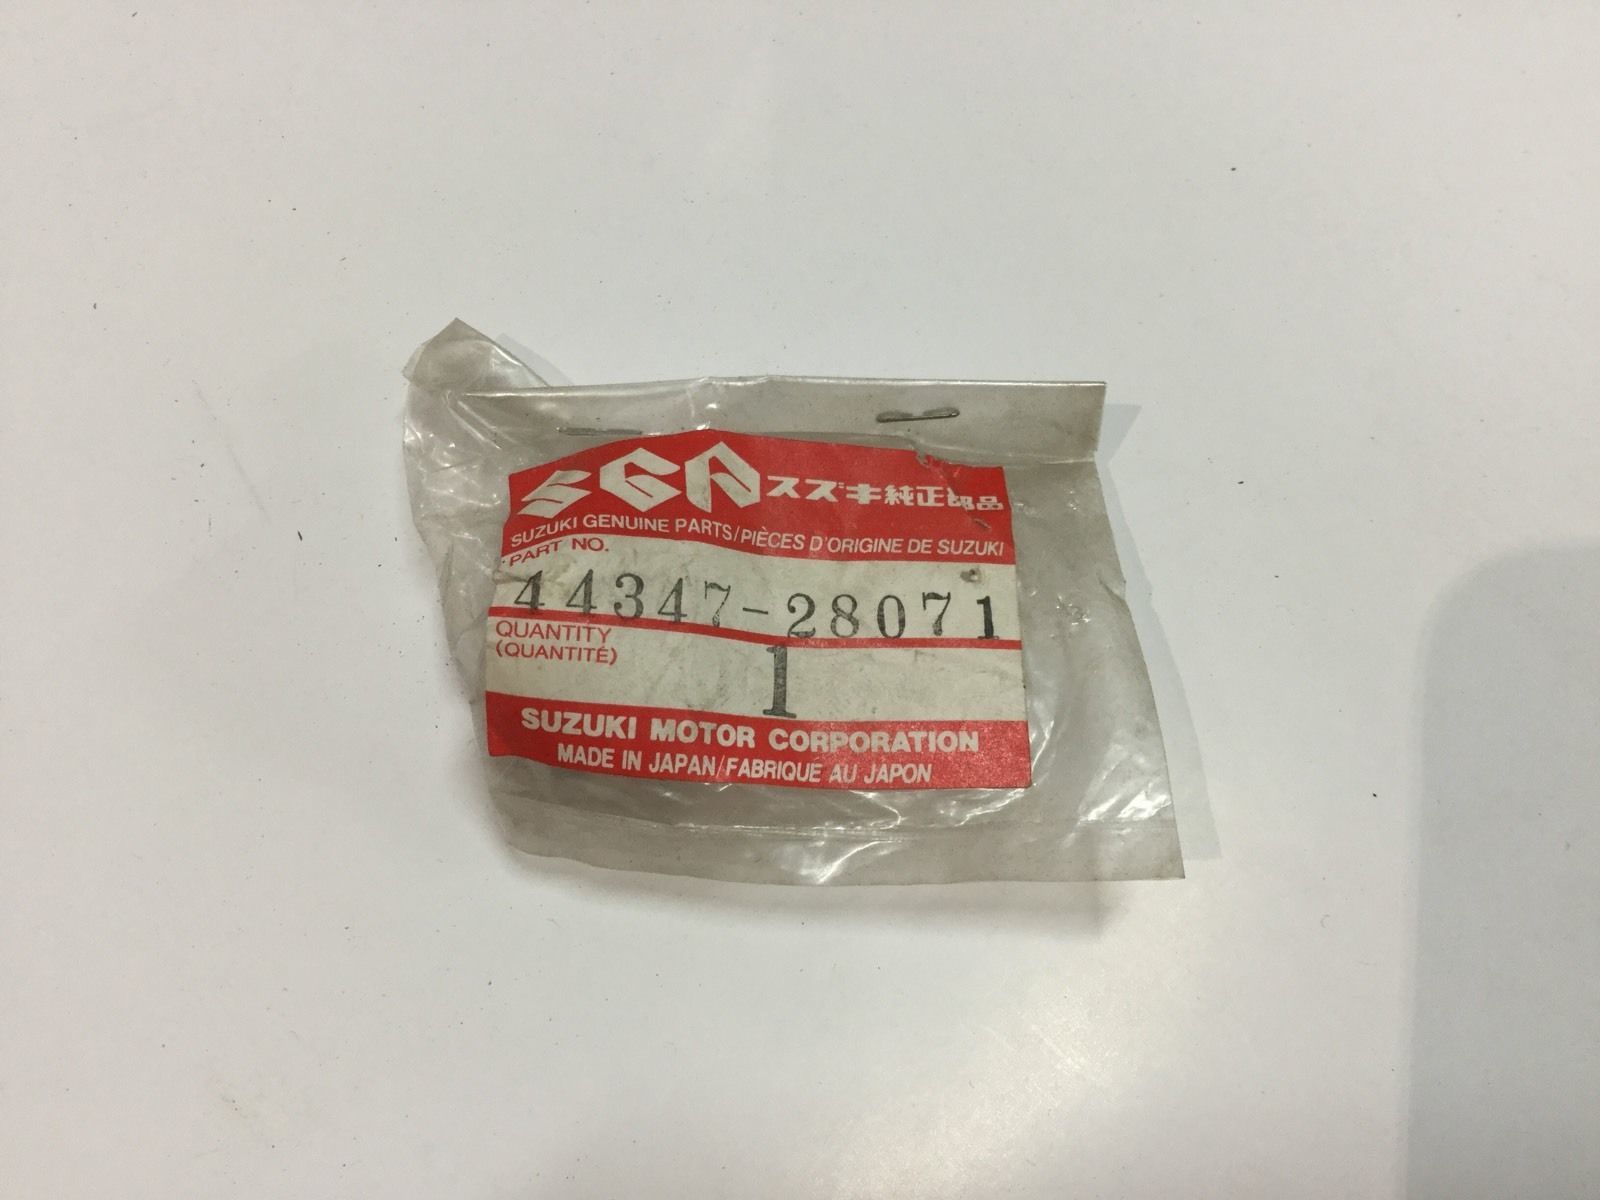 SGP スズキ純正部品
SUZUKI GENUINE PARTS/PIÈCES D'ORIGINE DE SUZUKI
PART NO.
44347-28071
QUANTITY
(QUANTITÉ)
1
SUZUKI MOTOR CORPORATION
MADE IN JAPAN/FABRIQUE AU JAPON